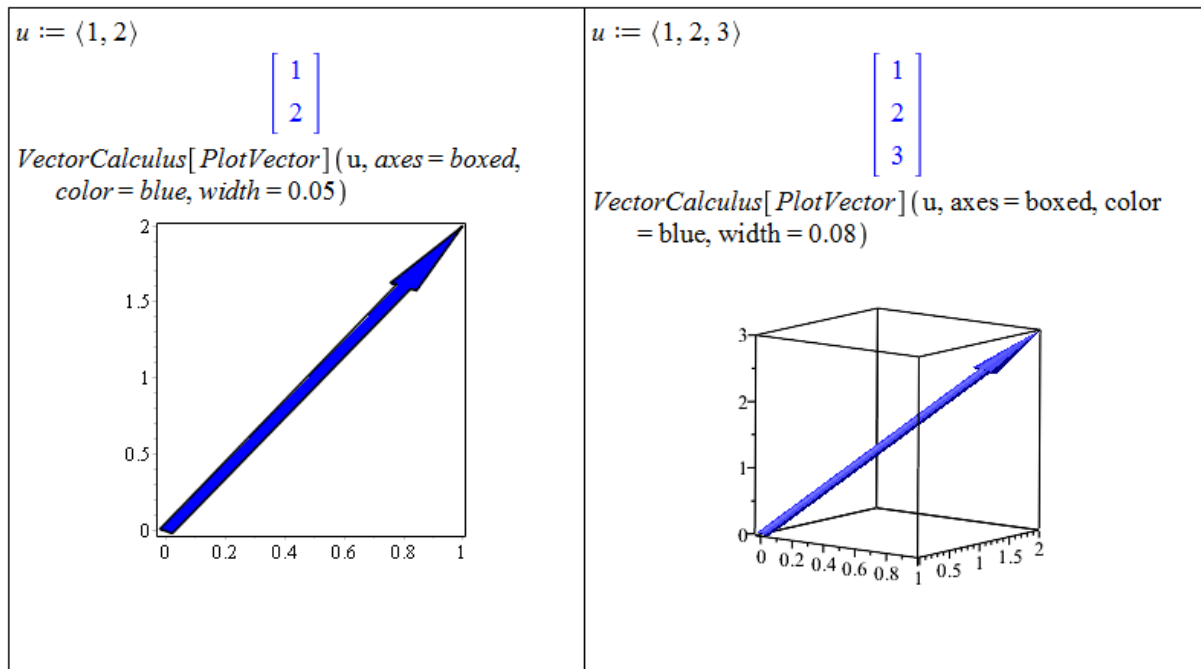 u := ⟨1, 2⟩
[ 1
2 ]
VectorCalculus[PlotVector](u, axes = boxed,
color = blue, width = 0.05)
2
1.5
1
0.5
0
0 0.2 0.4 0.6 0.8 1
u := ⟨1, 2, 3⟩
[ 1
2
3 ]
VectorCalculus[PlotVector](u, axes = boxed, color
= blue, width = 0.08)
3
2
1
0
0 0.2 0.4 0.6 0.8 1
0.5 1 1.5 2